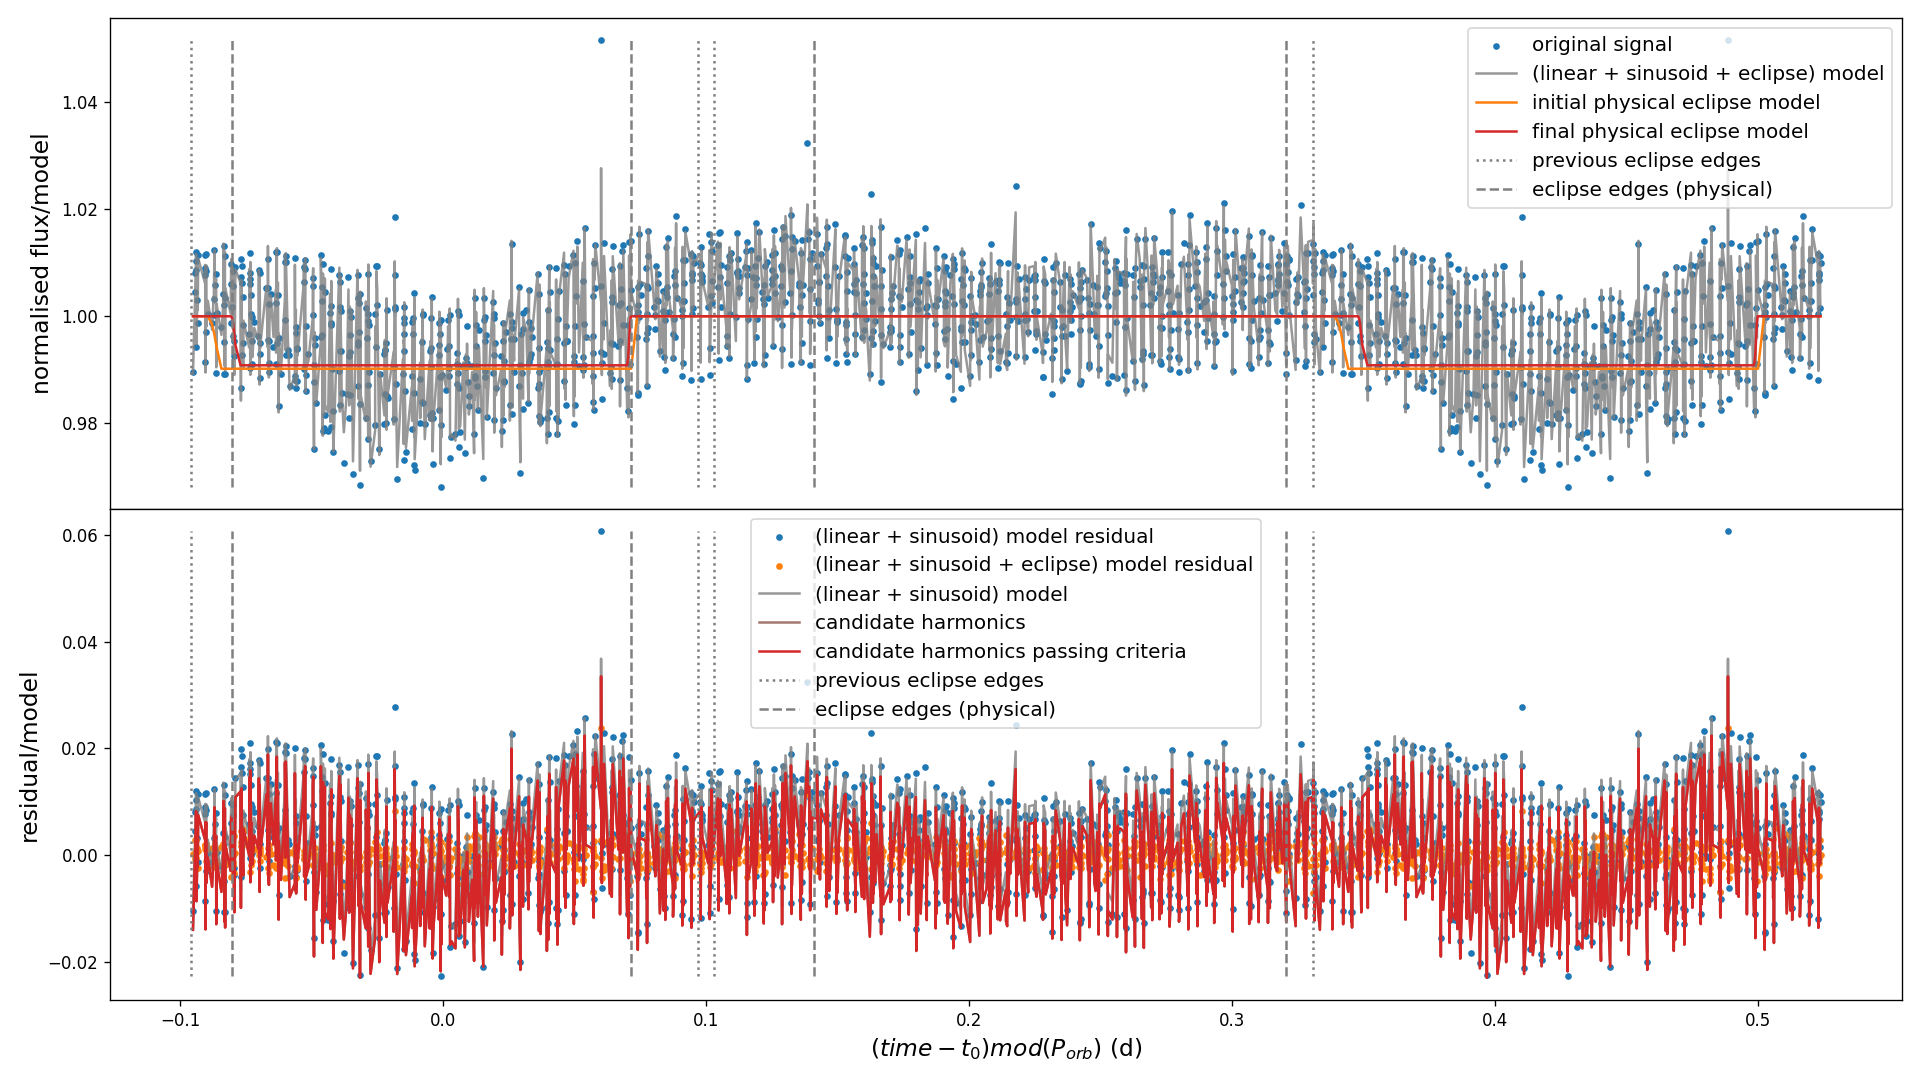 normalised flux/model
1.04
1.02
1.00
0.98
original signal
(linear + sinusoid + eclipse) model
initial physical eclipse model
final physical eclipse model
previous eclipse edges
eclipse edges (physical)
residual/model
0.06
0.04
0.02
0.00
−0.02
(linear + sinusoid) model residual
(linear + sinusoid + eclipse) model residual
(linear + sinusoid) model
candidate harmonics
candidate harmonics passing criteria
previous eclipse edges
eclipse edges (physical)
−0.1 0.0 0.1 0.2 0.3 0.4 0.5
(time − t₀)mod(Pₒᵣb) (d)